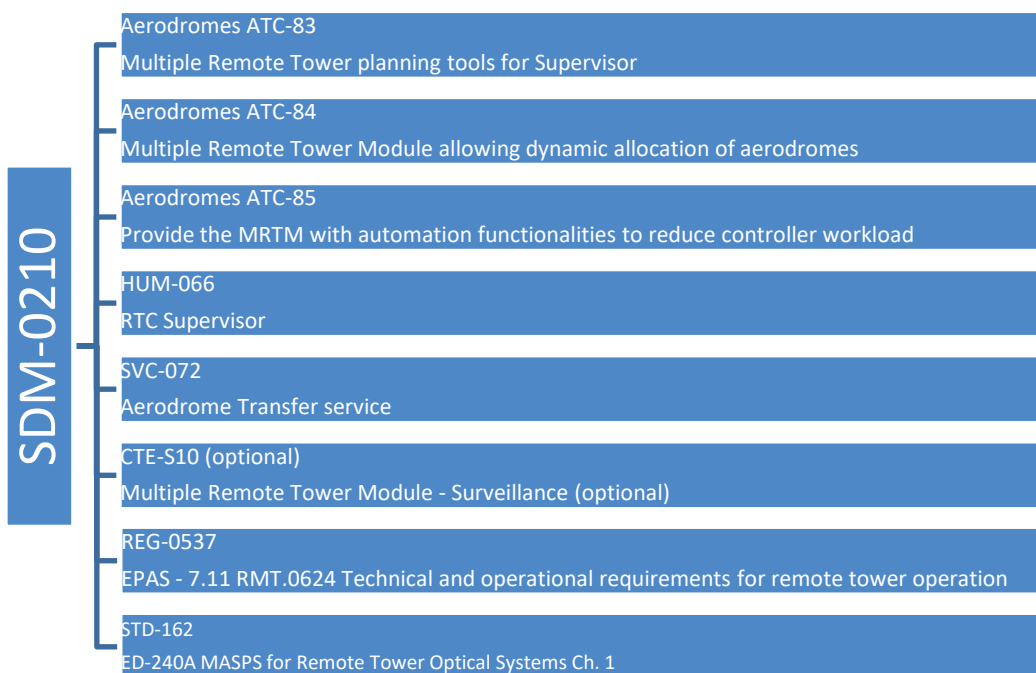 SDM-0210
Aerodromes ATC-83
Multiple Remote Tower planning tools for Supervisor
Aerodromes ATC-84
Multiple Remote Tower Module allowing dynamic allocation of aerodromes
Aerodromes ATC-85
Provide the MRTM with automation functionalities to reduce controller workload
HUM-066
RTC Supervisor
SVC-072
Aerodrome Transfer service
CTE-S10 (optional)
Multiple Remote Tower Module - Surveillance (optional)
REG-0537
EPAS - 7.11 RMT.0624 Technical and operational requirements for remote tower operation
STD-162
ED-240A MASPS for Remote Tower Optical Systems Ch. 1